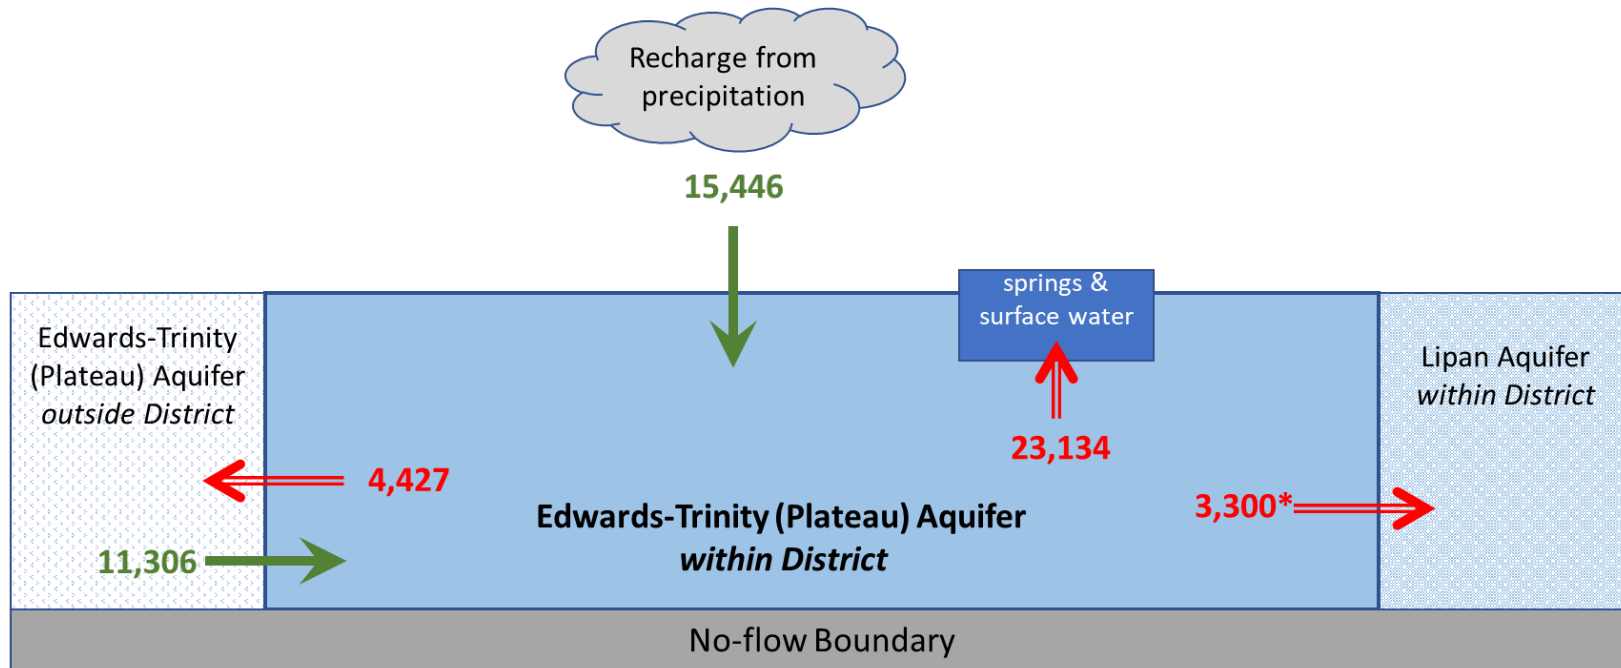 Recharge from
precipitation
15,446
springs &
surface water
Edwards-Trinity
(Plateau) Aquifer
outside District
Lipan Aquifer
within District
23,134
4,427
3,300*
Edwards-Trinity (Plateau) Aquifer
within District
11,306
No-flow Boundary